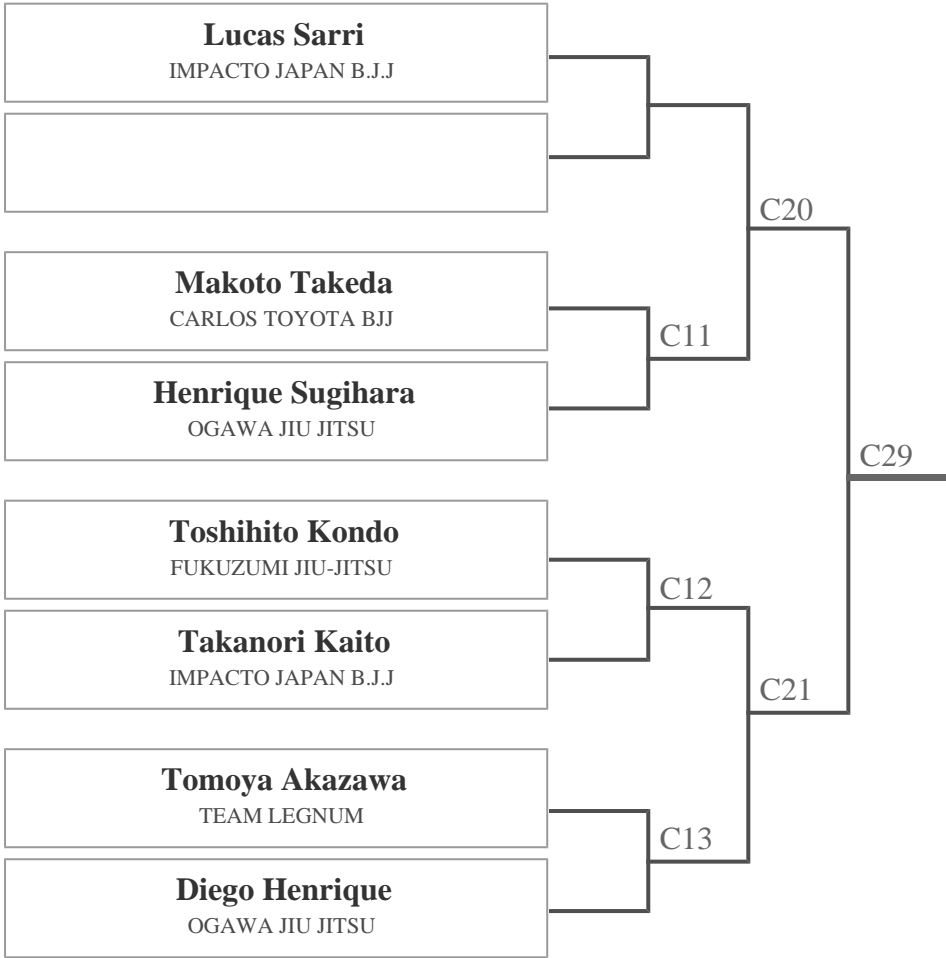 Lucas Sarri
IMPACTO JAPAN B.J.J
C20
Makoto Takeda
CARLOS TOYOTA BJJ
C11
Henrique Sugihara
OGAWA JIU JITSU
C29
Toshihito Kondo
FUKUZUMI JIU-JITSU
C12
Takanori Kaito
IMPACTO JAPAN B.J.J
C21
Tomoya Akazawa
TEAM LEGNUM
C13
Diego Henrique
OGAWA JIU JITSU